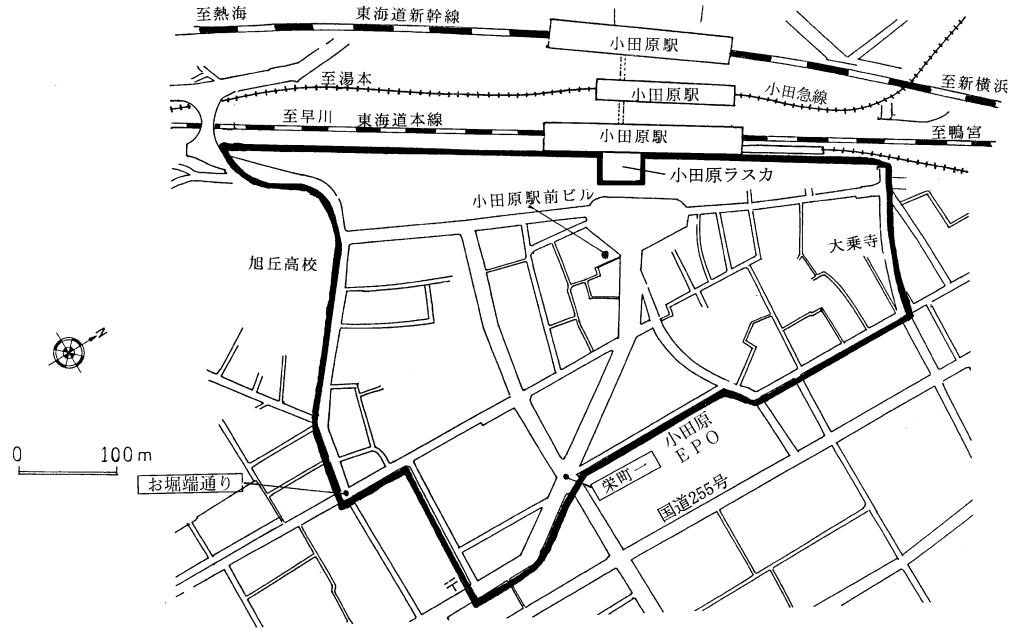 至熱海
東海道新幹線
小田原駅
至新横浜
至湯本
小田原駅
小田急線
至早川
東海道本線
小田原駅
至鴨宮
小田原ラスカ
小田原駅前ビル
旭丘高校
大乗寺
N
0 100m
お堀端通り
小田原
EPO
栄町一
国道255号
〒